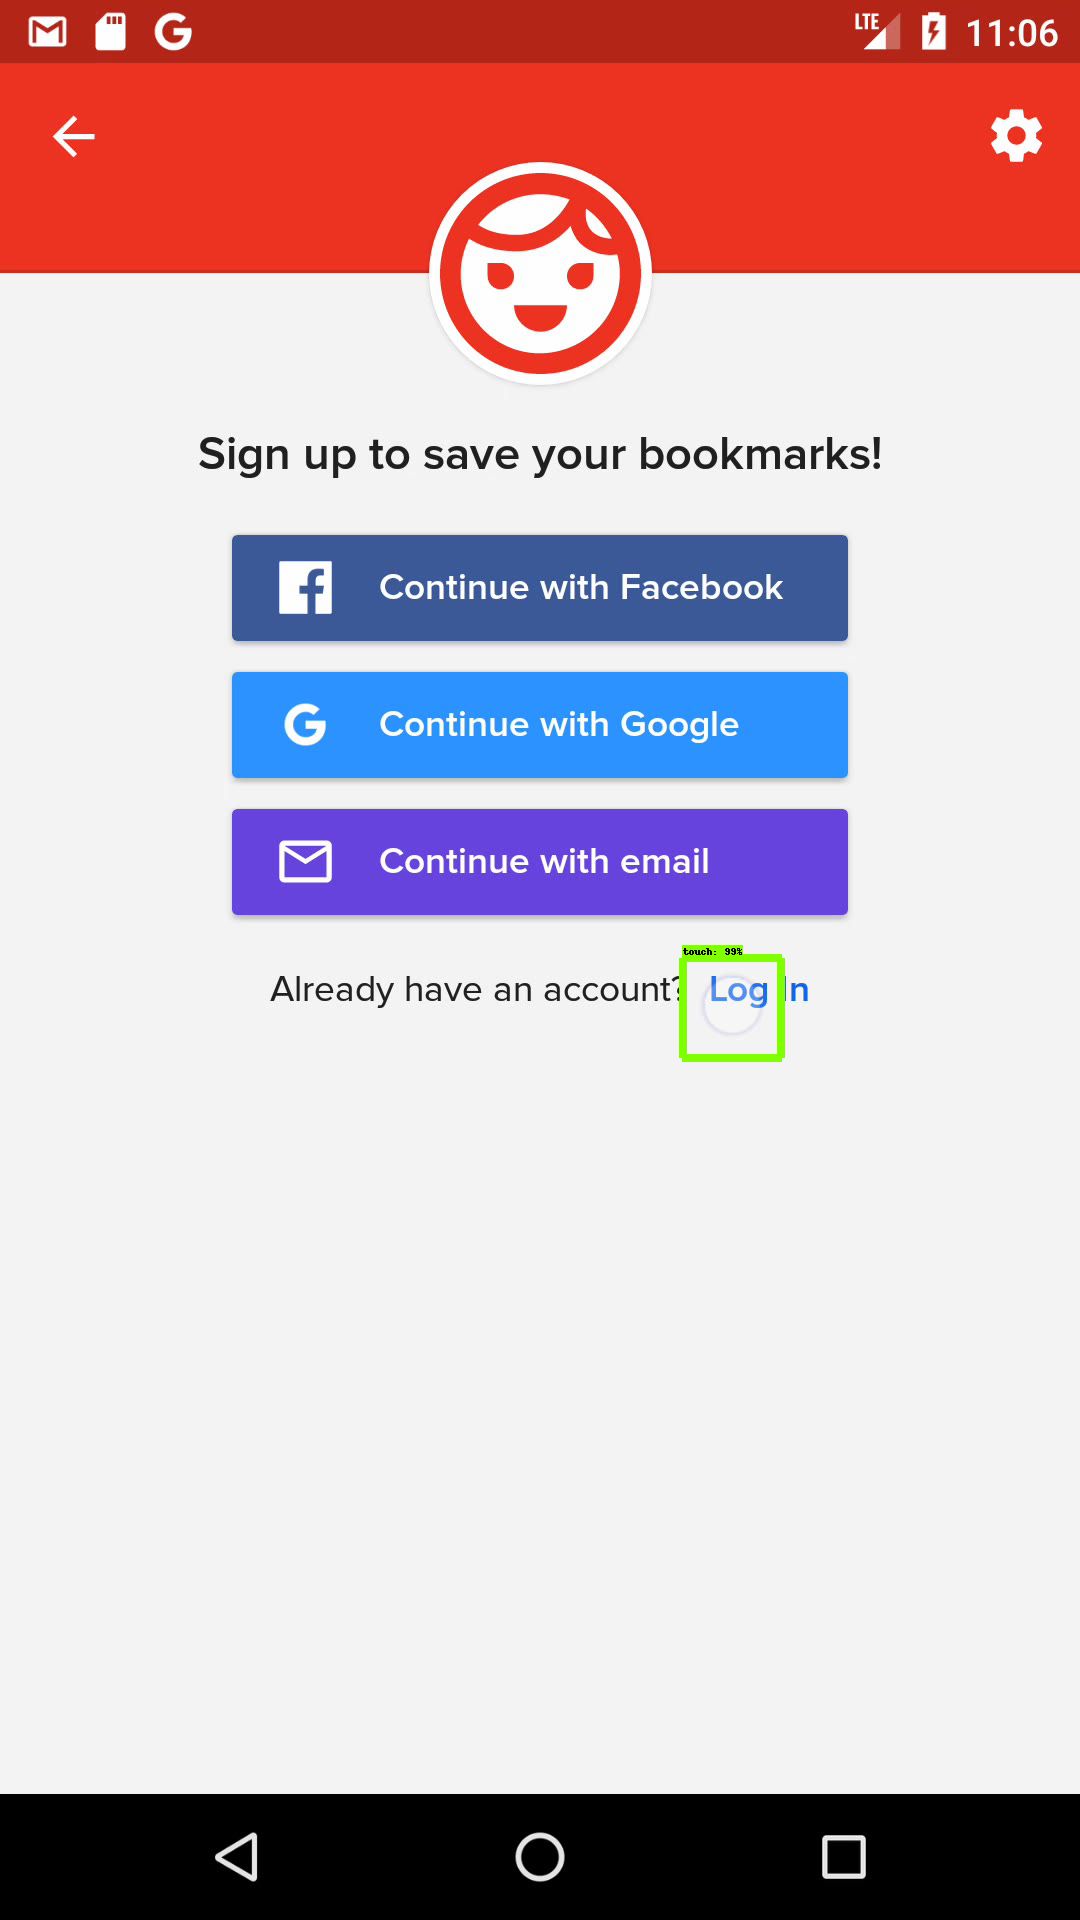 LTE 11:06
Sign up to save your bookmarks!
Continue with Facebook
Continue with Google
Continue with email
touch: 99%
Already have an account? Log In